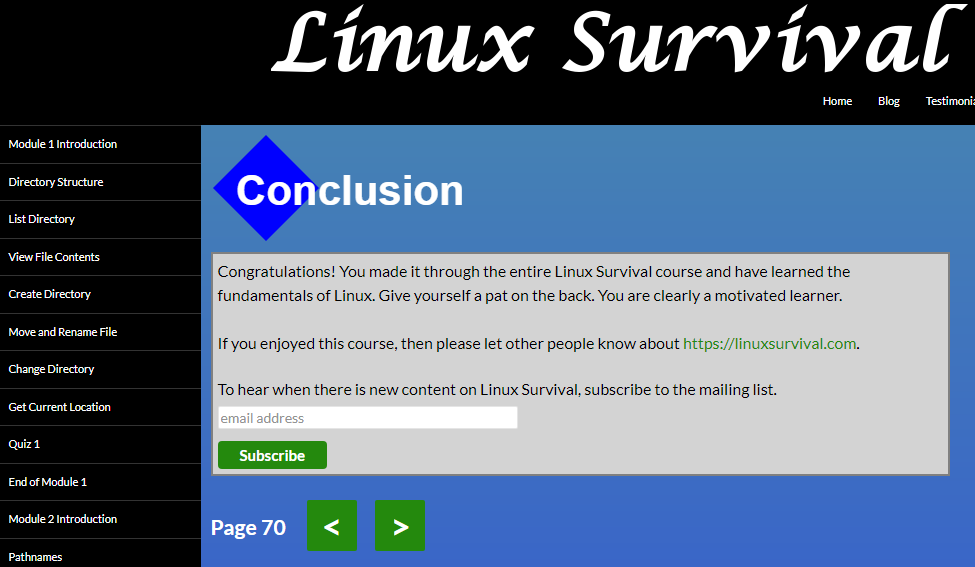 Linux Survival
Home Blog
Module 1 Introduction
Directory Structure
List Directory
View File Contents
Create Directory
Move and Rename File
Change Directory
Get Current Location
Quiz 1
End of Module 1
Module 2 Introduction
Pathnames
Conclusion
Congratulations! You made it through the entire Linux Survival course and have learned the
fundamentals of Linux. Give yourself a pat on the back. You are clearly a motivated learner.
If you enjoyed this course, then please let other people know about https://linuxsurvival.com.
To hear when there is new content on Linux Survival, subscribe to the mailing list.
email address
Subscribe
Page 70 < >